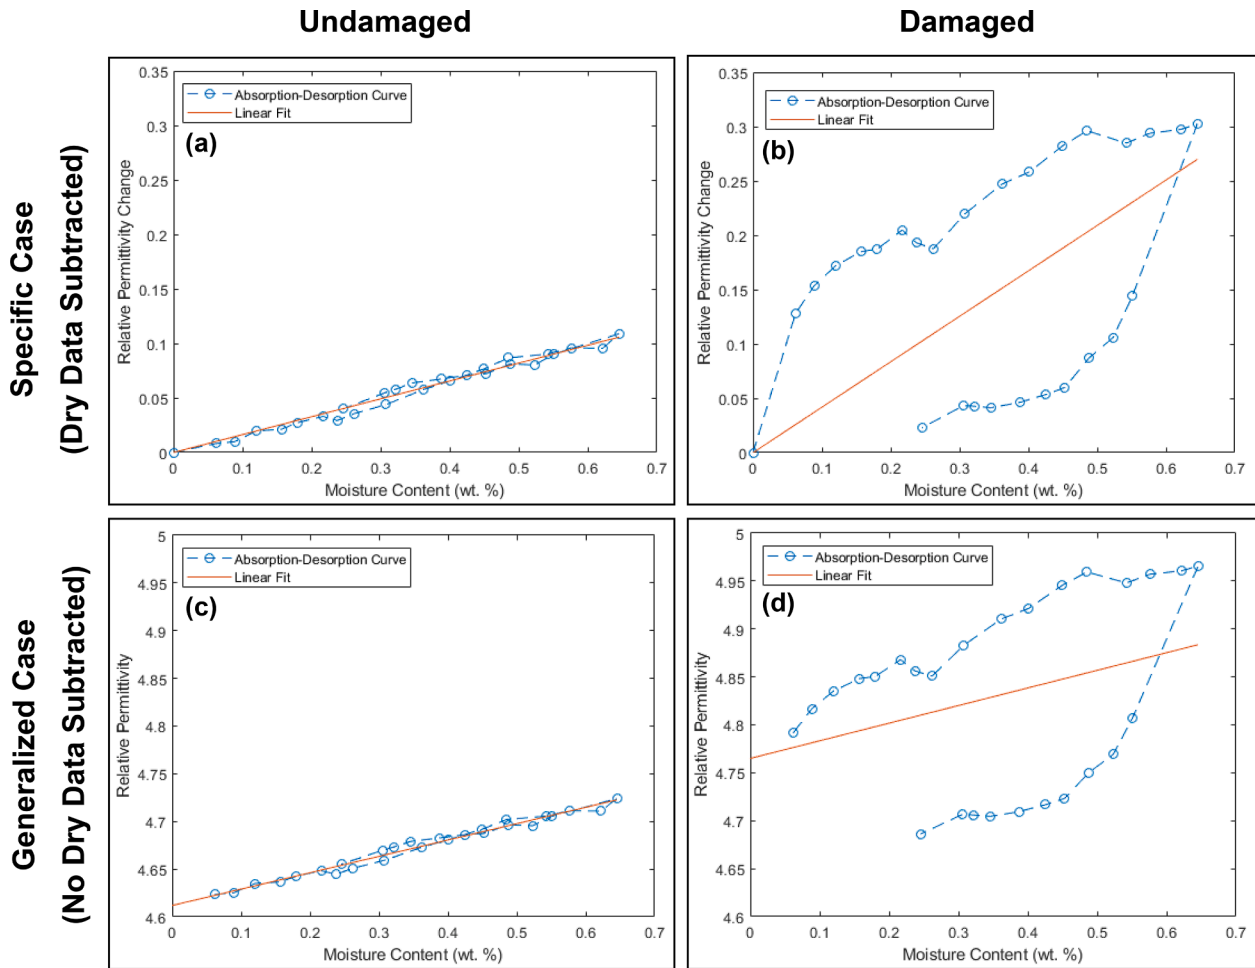 Undamaged
Damaged
Specific Case
(Dry Data Subtracted)
Generalized Case
(No Dry Data Subtracted)
0.35
0.3
0.25
0.2
0.15
0.1
0.05
0
Relative Permittivity Change
Absorption-Desorption Curve
Linear Fit
(a)
0 0.1 0.2 0.3 0.4 0.5 0.6 0.7
Moisture Content (wt. %)
0.35
0.3
0.25
0.2
0.15
0.1
0.05
0
Relative Permittivity Change
Absorption-Desorption Curve
Linear Fit
(b)
0 0.1 0.2 0.3 0.4 0.5 0.6 0.7
Moisture Content (wt. %)
5
4.95
4.9
4.85
4.8
4.75
4.7
4.65
4.6
Relative Permittivity
Absorption-Desorption Curve
Linear Fit
(c)
0 0.1 0.2 0.3 0.4 0.5 0.6 0.7
Moisture Content (wt. %)
5
4.95
4.9
4.85
4.8
4.75
4.7
4.65
4.6
Relative Permittivity
Absorption-Desorption Curve
Linear Fit
(d)
0 0.1 0.2 0.3 0.4 0.5 0.6 0.7
Moisture Content (wt. %)